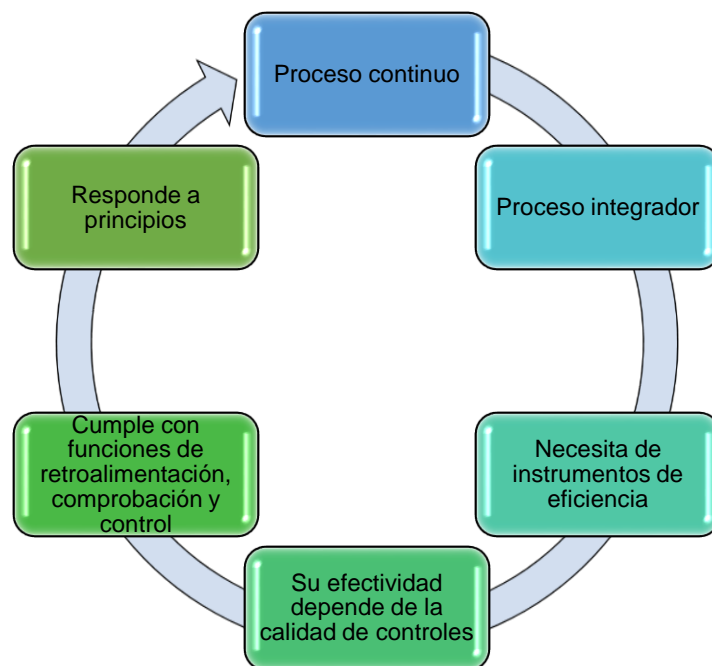 Proceso continuo
Proceso integrador
Necesita de
instrumentos de
eficiencia
Su efectividad
depende de la
calidad de controles
Cumple con
funciones de
retroalimentación,
comprobación y
control
Responde a
principios